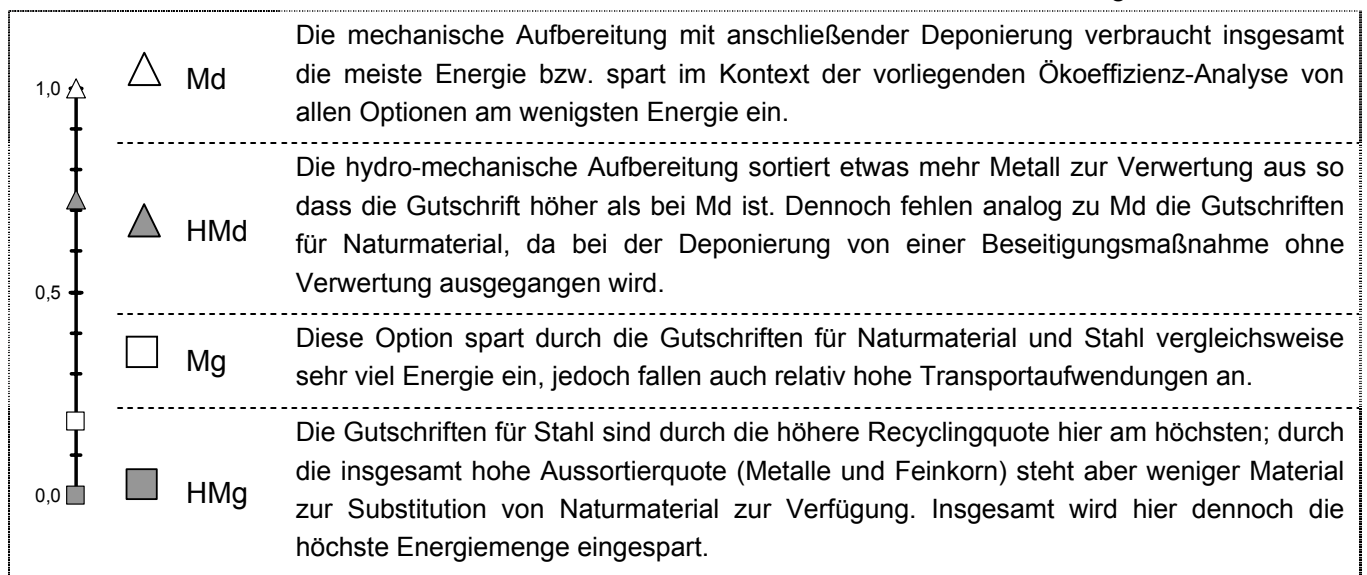 Md
Die mechanische Aufbereitung mit anschließender Deponierung verbraucht insgesamt
die meiste Energie bzw. spart im Kontext der vorliegenden Ökoeffizienz-Analyse von
allen Optionen am wenigsten Energie ein.
1,0
HMd
Die hydro-mechanische Aufbereitung sortiert etwas mehr Metall zur Verwertung aus so
dass die Gutschrift höher als bei Md ist. Dennoch fehlen analog zu Md die Gutschriften
für Naturmaterial, da bei der Deponierung von einer Beseitigungsmaßnahme ohne
Verwertung ausgegangen wird.
0,5
Mg
Diese Option spart durch die Gutschriften für Naturmaterial und Stahl vergleichsweise
sehr viel Energie ein, jedoch fallen auch relativ hohe Transportaufwendungen an.
HMg
Die Gutschriften für Stahl sind durch die höhere Recyclingquote hier am höchsten; durch
die insgesamt hohe Aussortierquote (Metalle und Feinkorn) steht aber weniger Material
zur Substitution von Naturmaterial zur Verfügung. Insgesamt wird hier dennoch die
höchste Energiemenge eingespart.
0,0